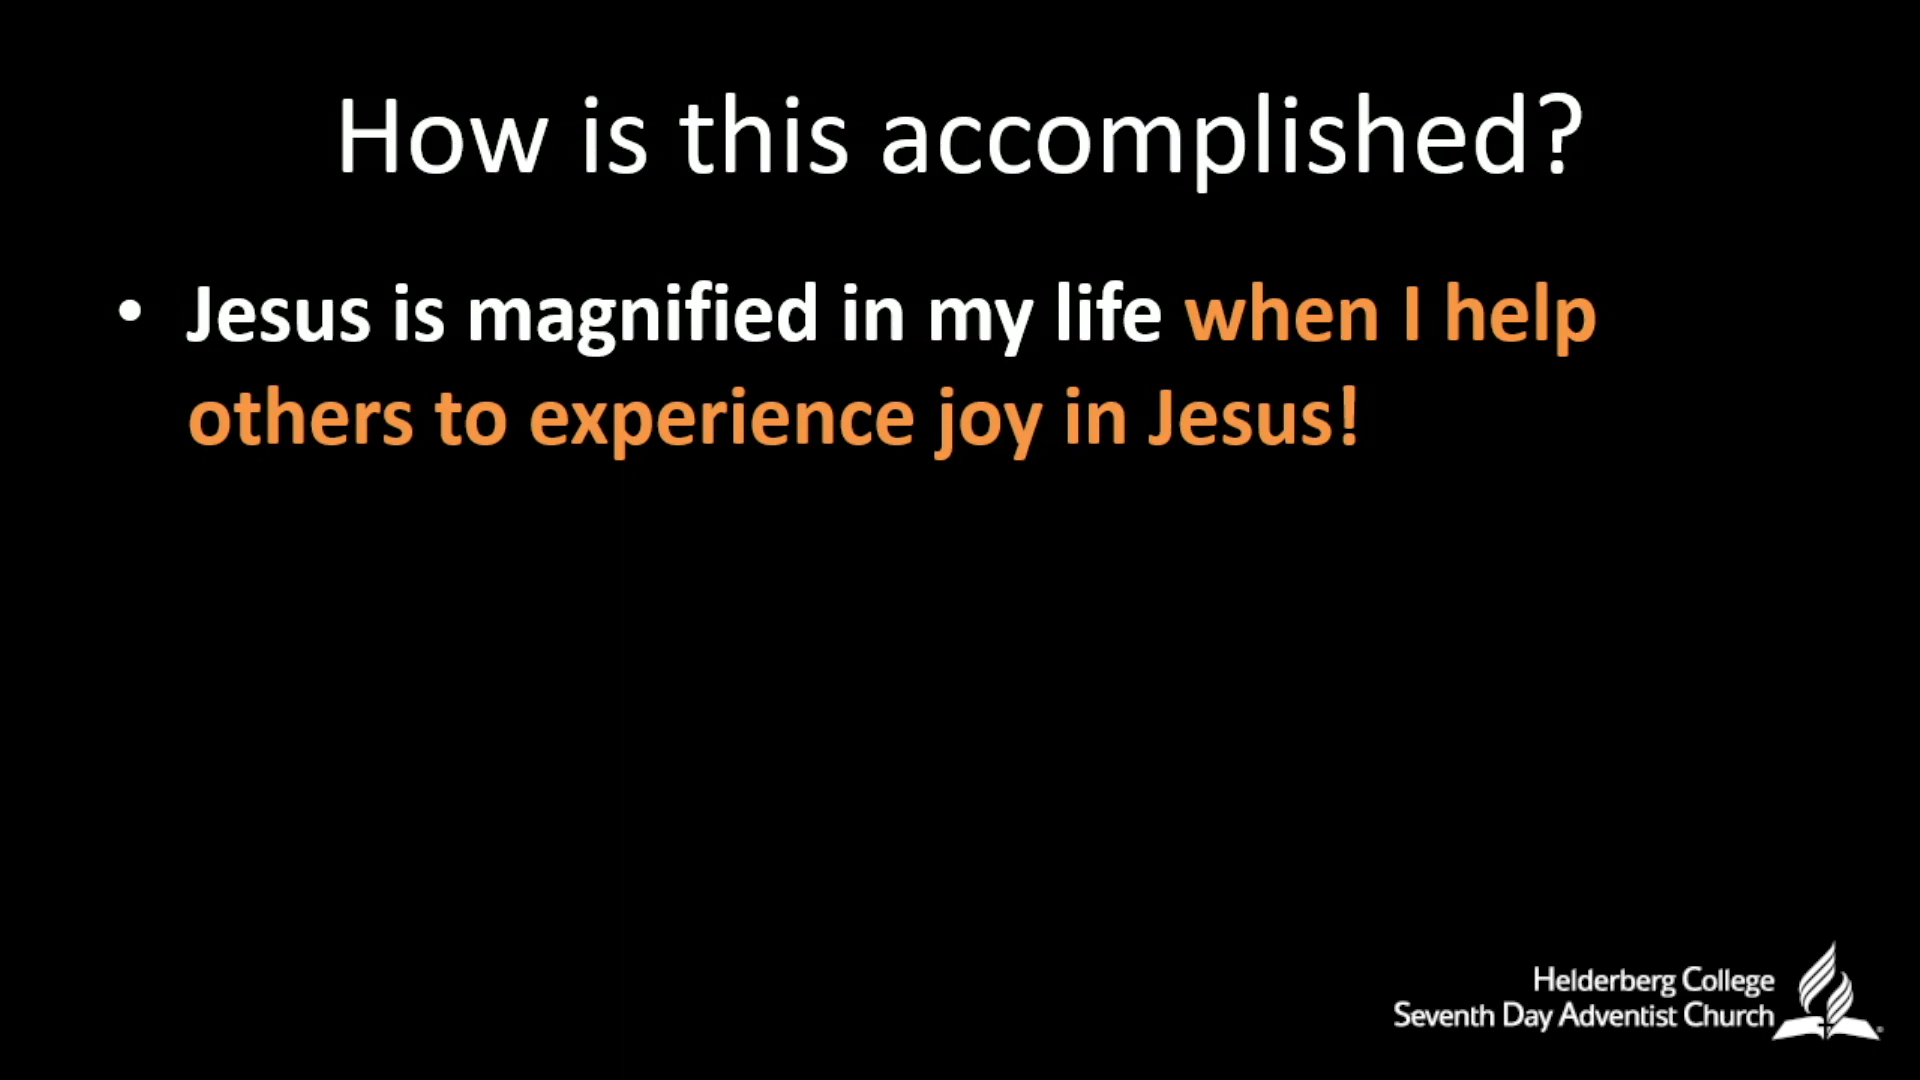 How is this accomplished?
• Jesus is magnified in my life when I help
others to experience joy in Jesus!
Helderberg College
Seventh Day Adventist Church